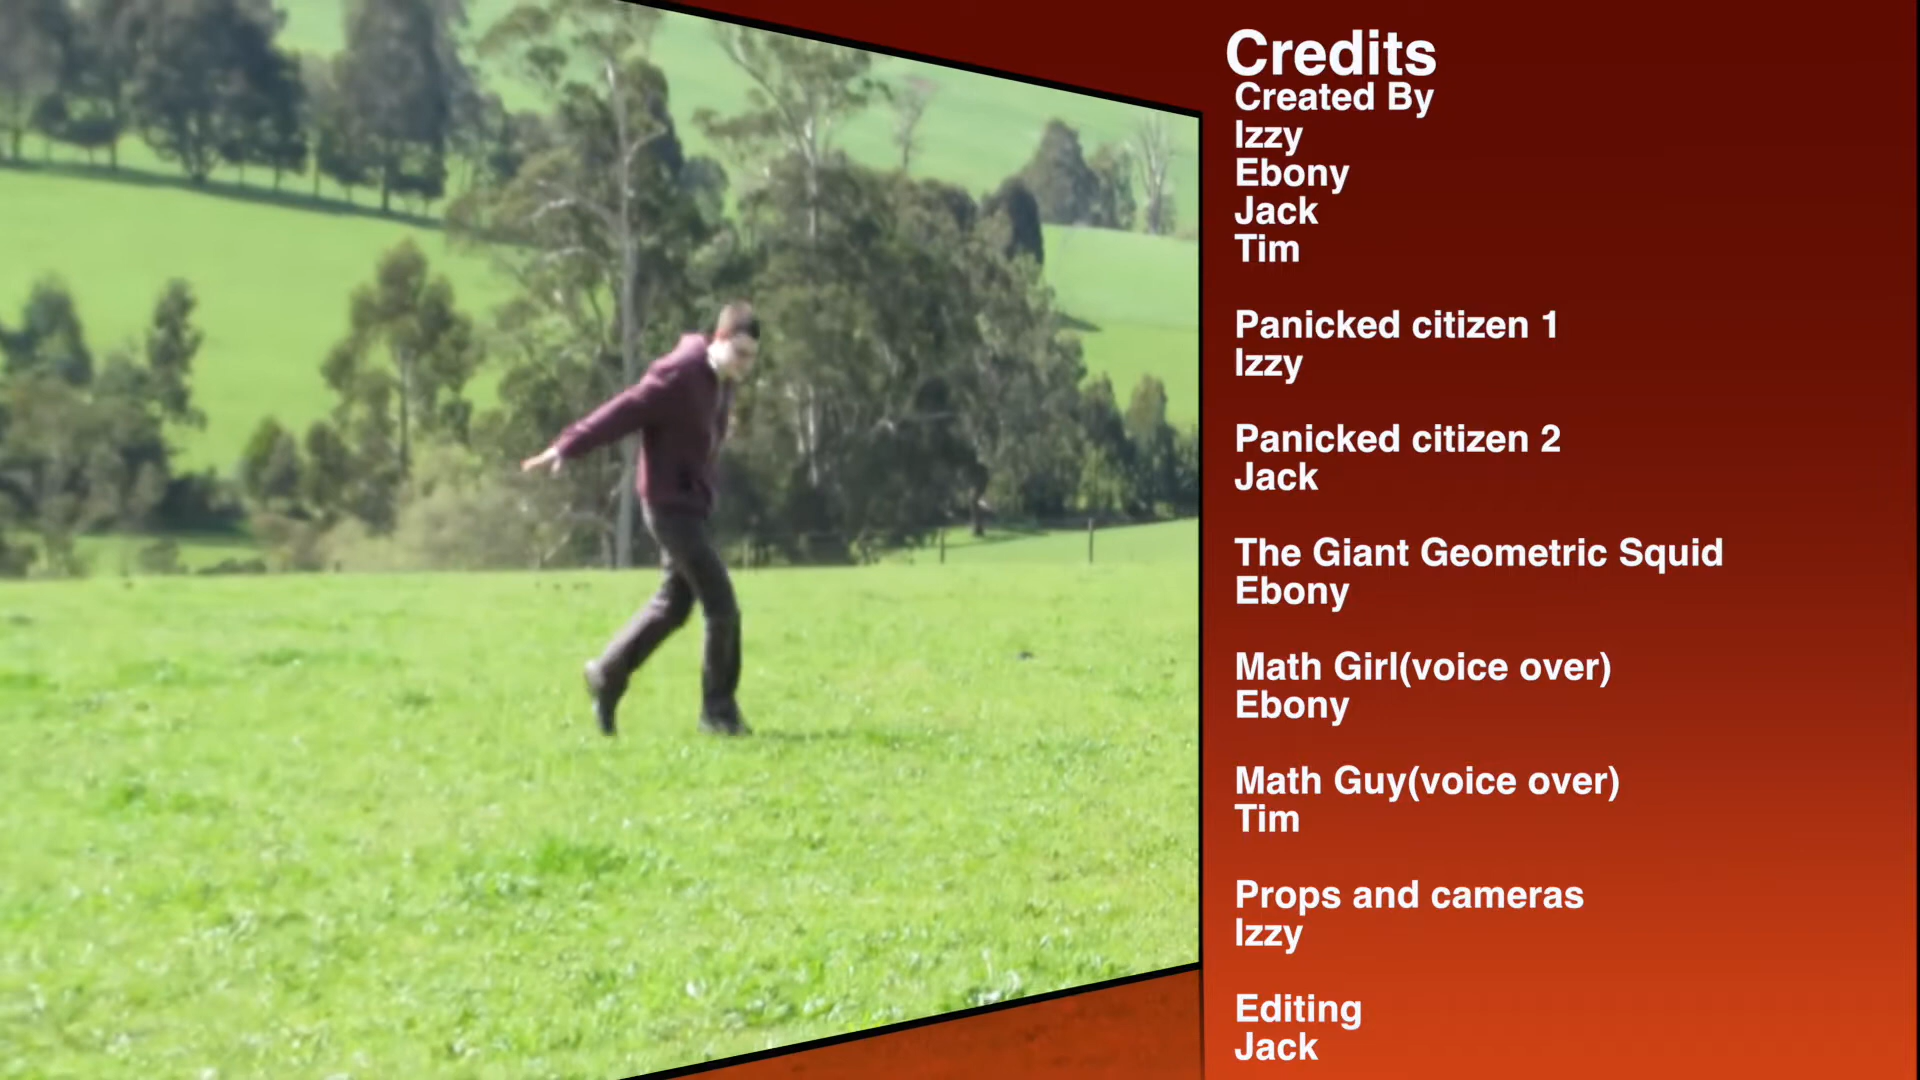 Credits
Created By
Izzy
Ebony
Jack
Tim
Panicked citizen 1
Izzy
Panicked citizen 2
Jack
The Giant Geometric Squid
Ebony
Math Girl(voice over)
Ebony
Math Guy(voice over)
Tim
Props and cameras
Izzy
Editing
Jack